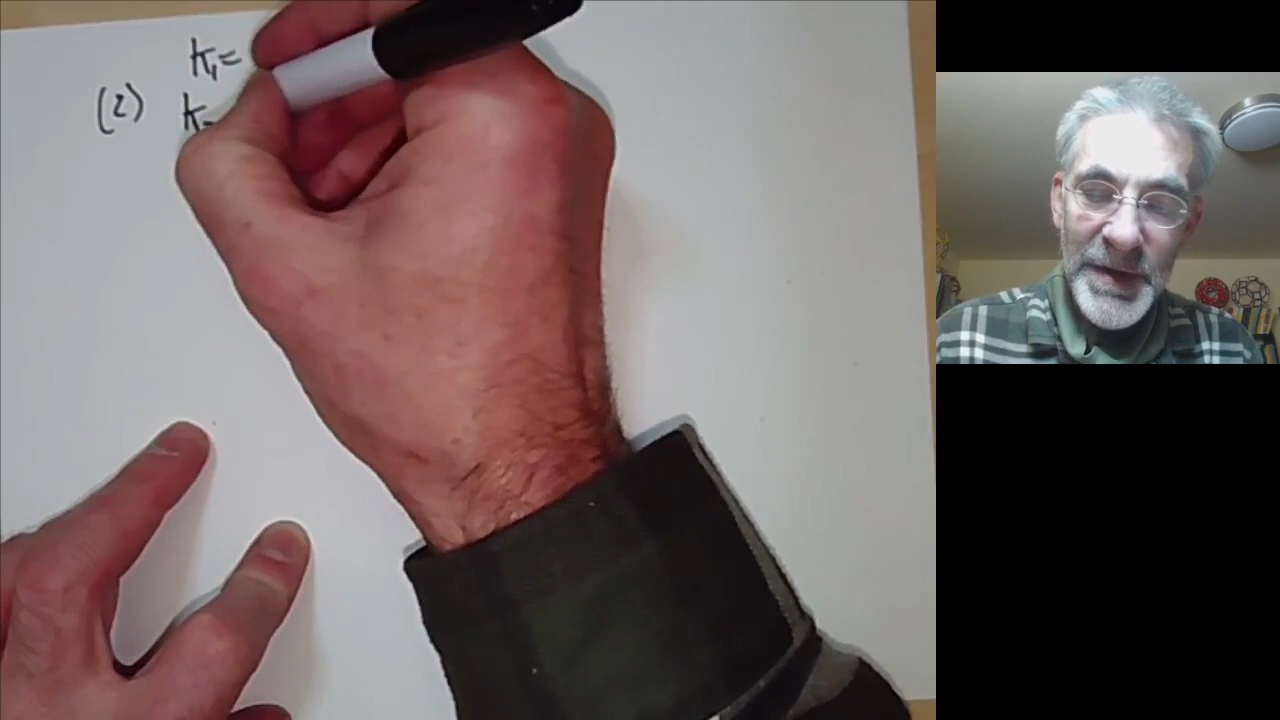 k₁=
(2) k